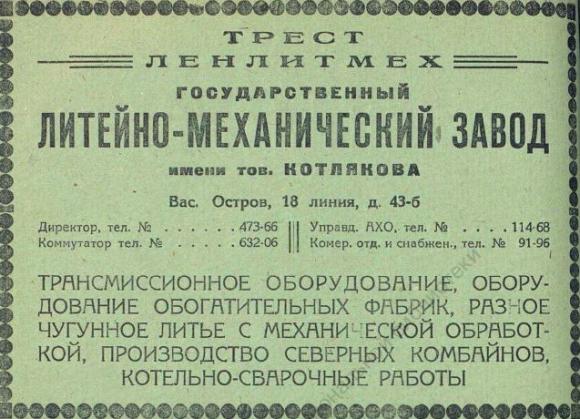 ТРЕСТ
ЛЕНЛИТМЕХ
ГОСУДАРСТВЕННЫЙ
ЛИТЕЙНО-МЕХАНИЧЕСКИЙ ЗАВОД
имени тов. КОТЛЯКОВА
Вас. Остров, 18 линия, д. 43-б
Директор, тел. № . . . . . . 473-66
Коммутатор тел. № . . . . . 632-06
Управд. АХО, тел. № . . . . 114-68
Комер. отд. и снабжен., тел. № 91-96
ТРАНСМИССИОННОЕ ОБОРУДОВАНИЕ, ОБОРУ-
ДОВАНИЕ ОБОГАТИТЕЛЬНЫХ ФАБРИК, РАЗНОЕ
ЧУГУННОЕ ЛИТЬЕ С МЕХАНИЧЕСКОЙ ОБРАБОТ-
КОЙ, ПРОИЗВОДСТВО СЕВЕРНЫХ КОМБАЙНОВ,
КОТЕЛЬНО-СВАРОЧНЫЕ РАБОТЫ